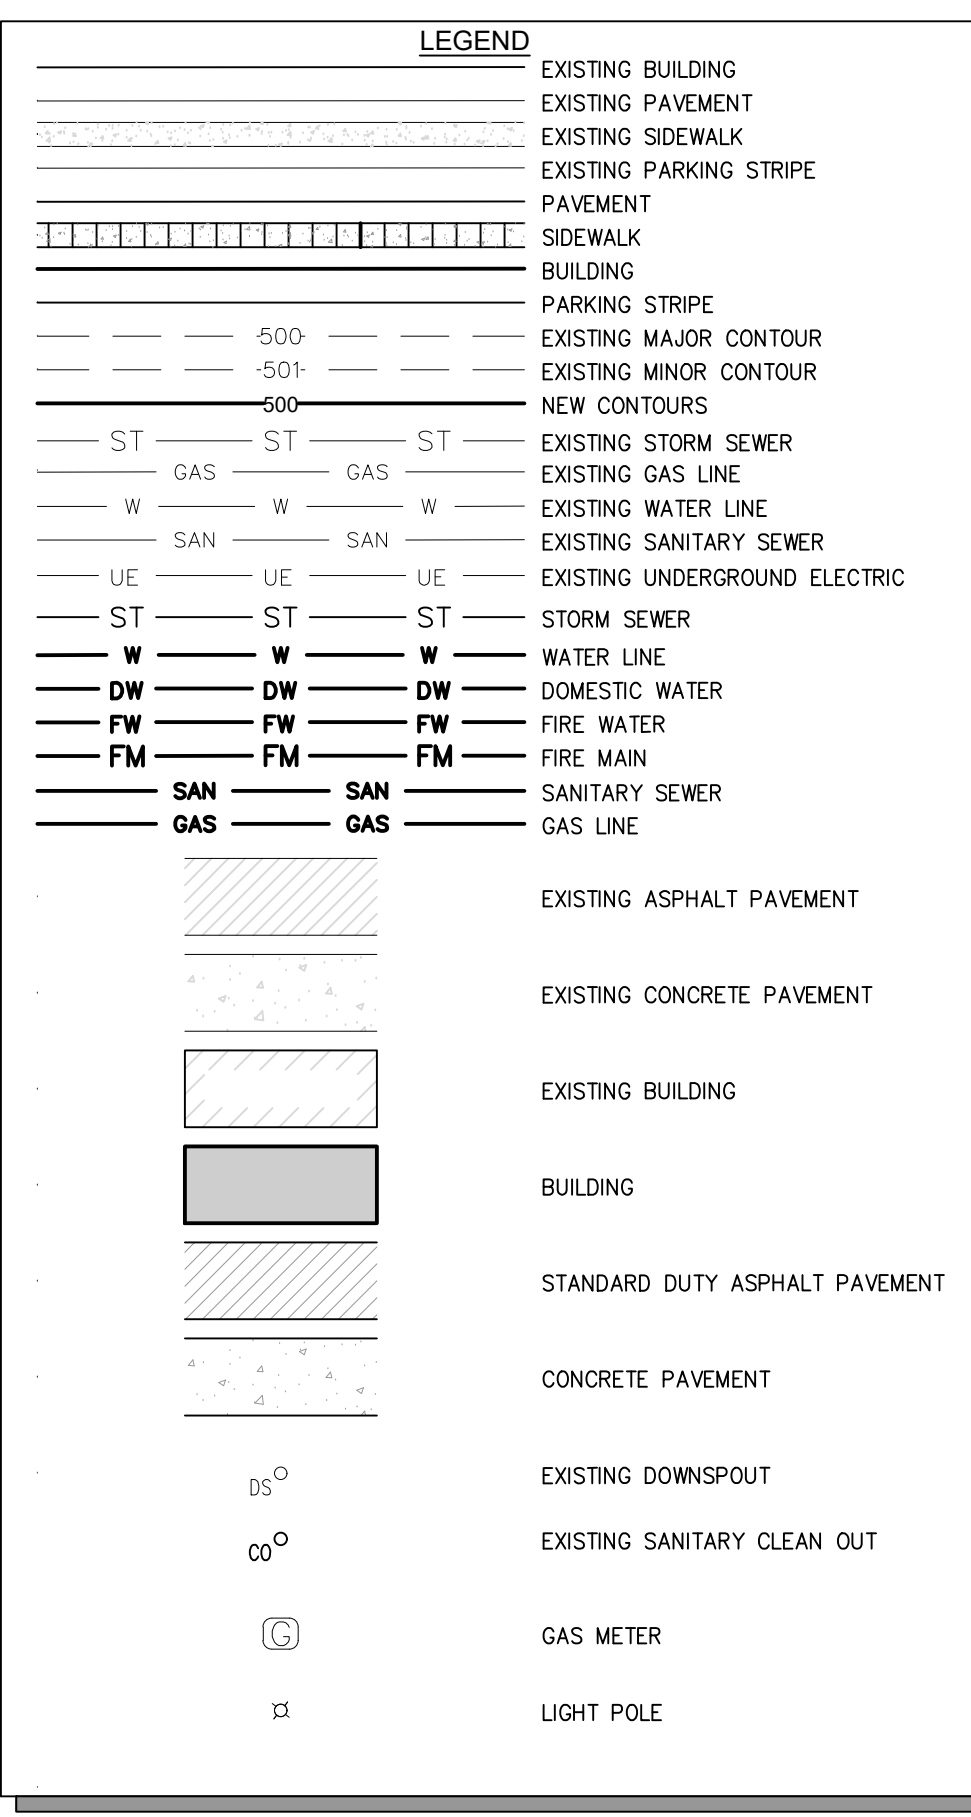 LEGEND
EXISTING BUILDING
EXISTING PAVEMENT
EXISTING SIDEWALK
EXISTING PARKING STRIPE
PAVEMENT
SIDEWALK
BUILDING
PARKING STRIPE
-500- EXISTING MAJOR CONTOUR
-501- EXISTING MINOR CONTOUR
500 NEW CONTOURS
ST ST ST EXISTING STORM SEWER
GAS GAS EXISTING GAS LINE
W W W EXISTING WATER LINE
SAN SAN EXISTING SANITARY SEWER
UE UE UE EXISTING UNDERGROUND ELECTRIC
ST ST ST STORM SEWER
W W W WATER LINE
DW DW DW DOMESTIC WATER
FW FW FW FIRE WATER
FM FM FM FIRE MAIN
SAN SAN SANITARY SEWER
GAS GAS GAS LINE
EXISTING ASPHALT PAVEMENT
EXISTING CONCRETE PAVEMENT
EXISTING BUILDING
BUILDING
STANDARD DUTY ASPHALT PAVEMENT
CONCRETE PAVEMENT
DS EXISTING DOWNSPOUT
CO EXISTING SANITARY CLEAN OUT
G GAS METER
LIGHT POLE